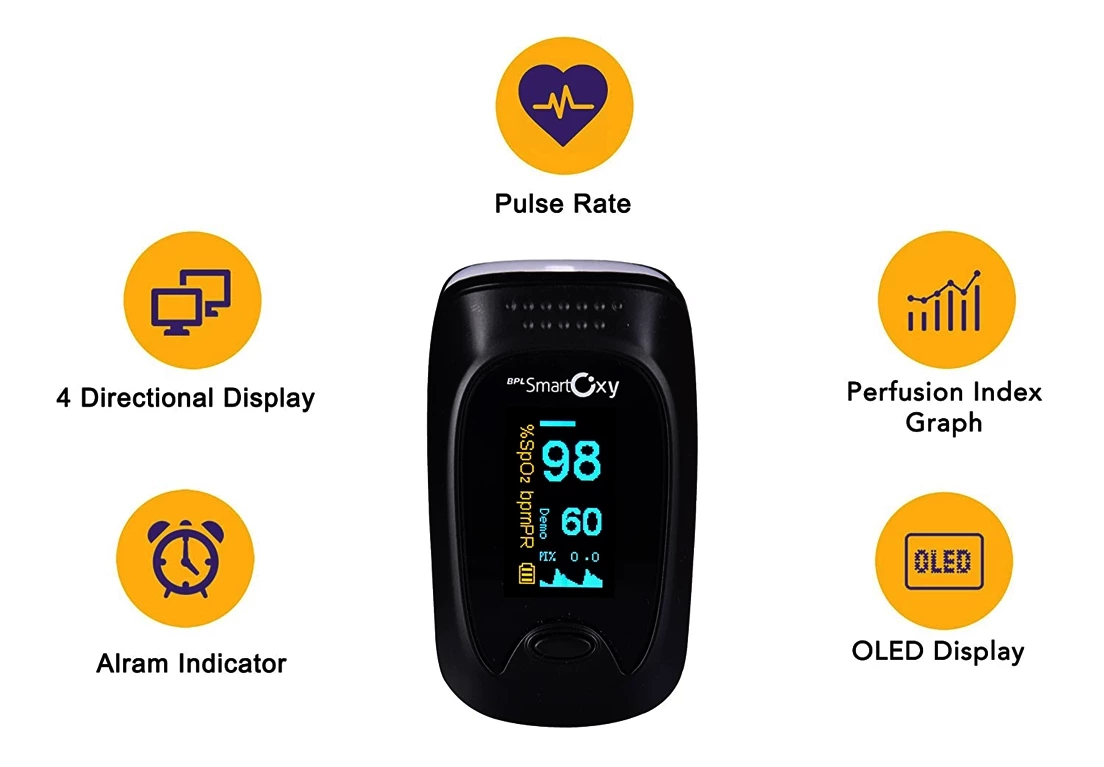 Pulse Rate
4 Directional Display
Perfusion Index
Graph
BPL SmartOxy
%SpO₂ bpmPR
98
Demo
60
PI% 0.0
OLED
Alram Indicator
OLED Display